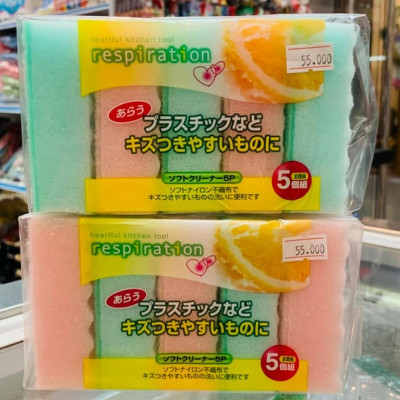 heartful kitchen tool
respiration
55.000
あらう
プラスチックなど
キズつきやすいものに
ソフトクリーナー5P
ソフトナイロン不織布で
キズつきやすいものの洗いに便利です
5個組
heartful kitchen tool
respiration
55.000
あらう
プラスチックなど
キズつきやすいものに
ソフトクリーナー5P
ソフトナイロン不織布で
キズつきやすいものの洗いに便利です
5個組